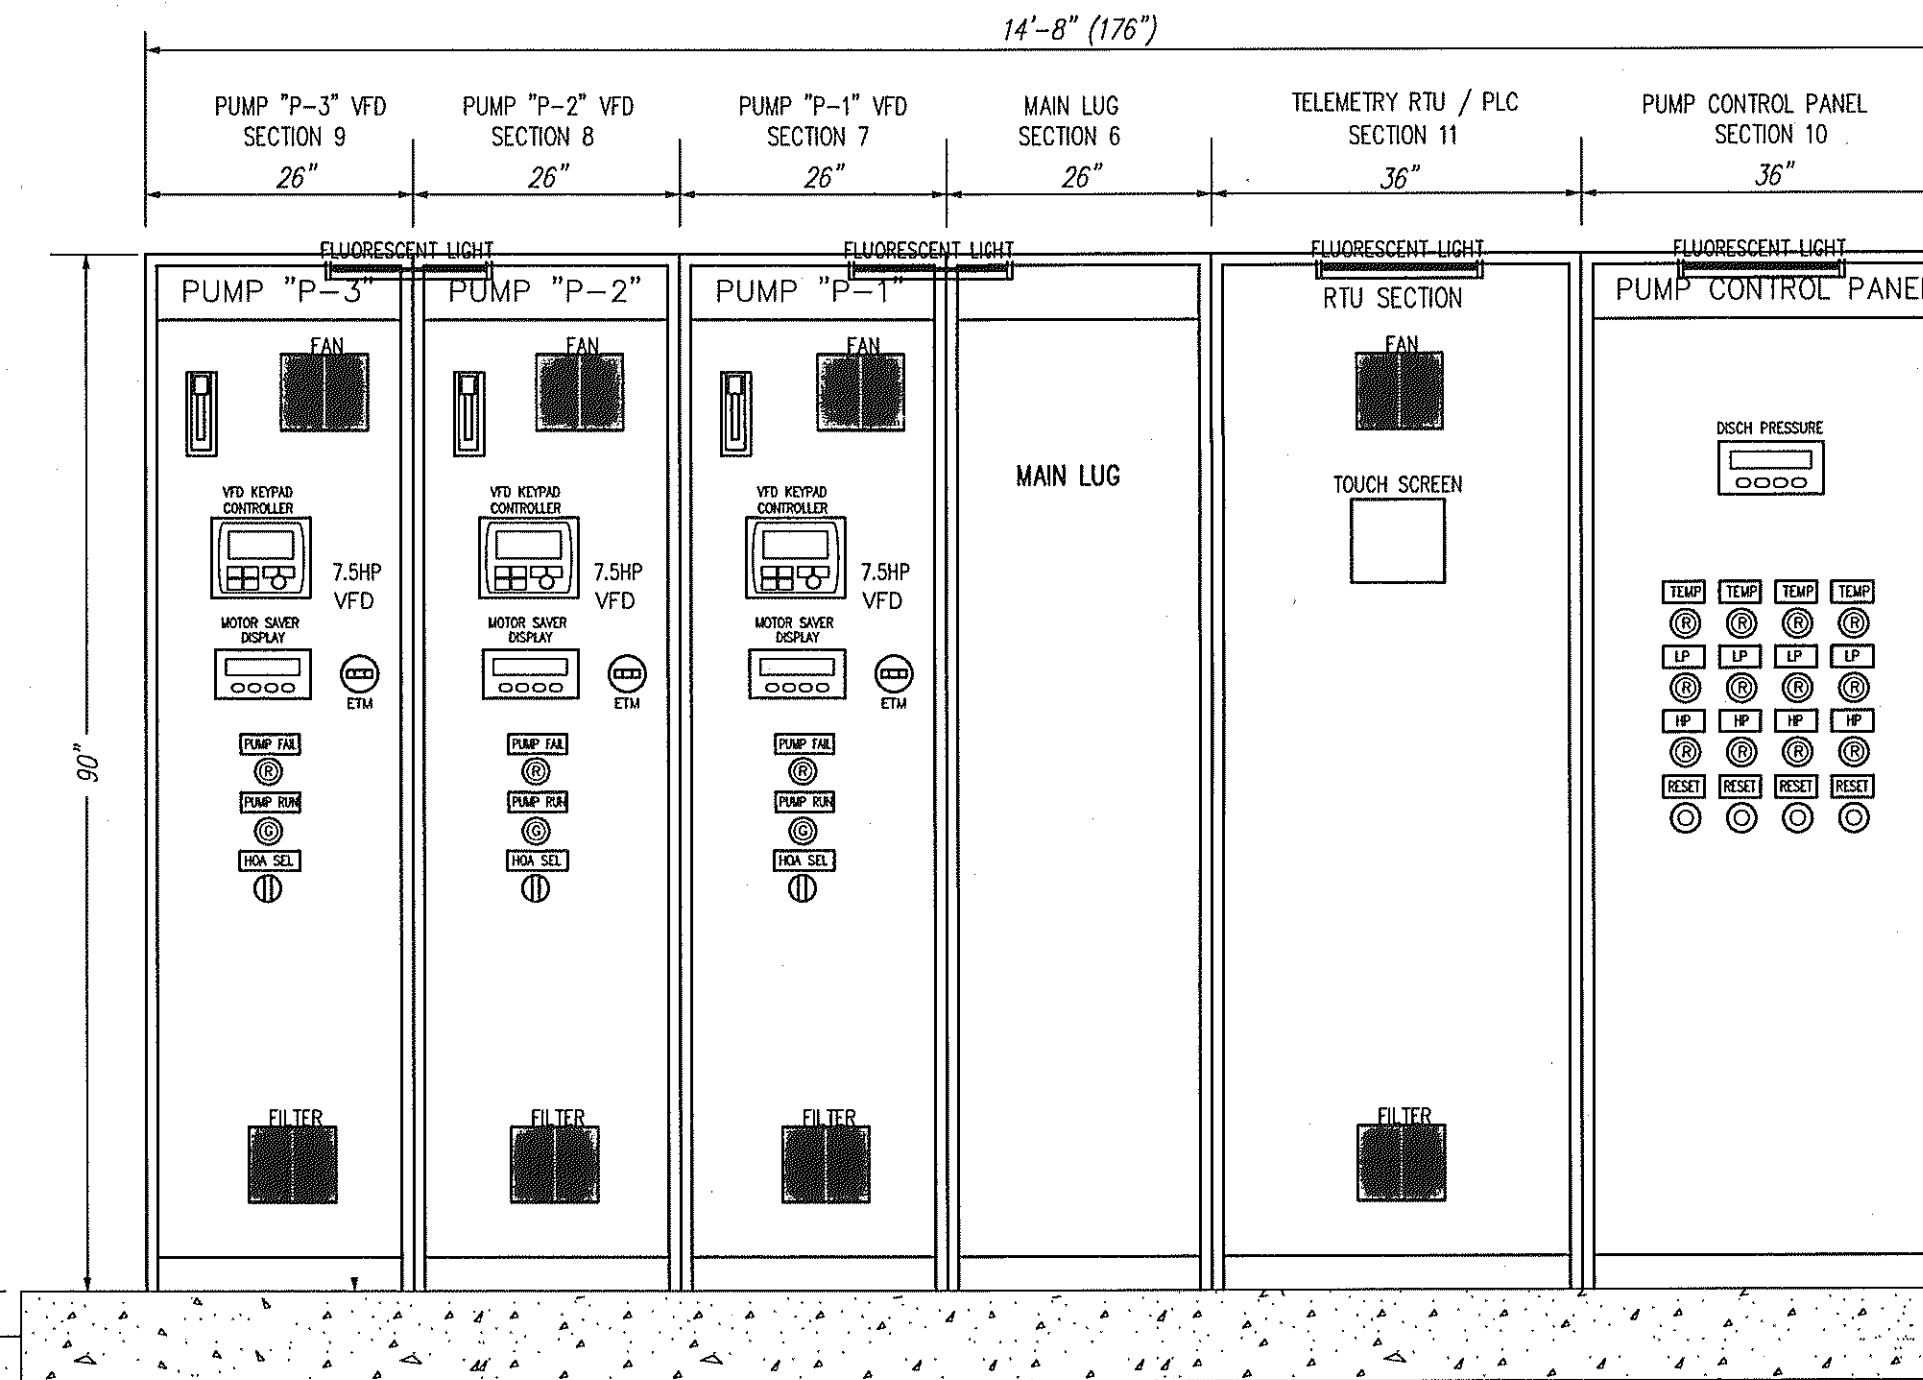 14'-8" (176")
PUMP "P-3" VFD
SECTION 9
26"
PUMP "P-2" VFD
SECTION 8
26"
PUMP "P-1" VFD
SECTION 7
26"
MAIN LUG
SECTION 6
26"
TELEMETRY RTU / PLC
SECTION 11
36"
PUMP CONTROL PANEL
SECTION 10
36"
90"
FLUORESCENT LIGHT
FLUORESCENT LIGHT
FLUORESCENT LIGHT
FLUORESCENT LIGHT
PUMP "P-3"
FAN
VFD KEYPAD
CONTROLLER
7.5HP
VFD
MOTOR SAVER
DISPLAY
ETM
PUMP FAIL
R
PUMP RUN
G
HOA SEL
FILTER
PUMP "P-2"
FAN
VFD KEYPAD
CONTROLLER
7.5HP
VFD
MOTOR SAVER
DISPLAY
ETM
PUMP FAIL
R
PUMP RUN
G
HOA SEL
FILTER
PUMP "P-1"
FAN
VFD KEYPAD
CONTROLLER
7.5HP
VFD
MOTOR SAVER
DISPLAY
ETM
PUMP FAIL
R
PUMP RUN
G
HOA SEL
FILTER
MAIN LUG
RTU SECTION
FAN
TOUCH SCREEN
FILTER
PUMP CONTROL PANEL
DISCH PRESSURE
TEMP TEMP TEMP TEMP
R R R R
LP LP LP LP
R R R R
HP HP HP HP
R R R R
RESET RESET RESET RESET